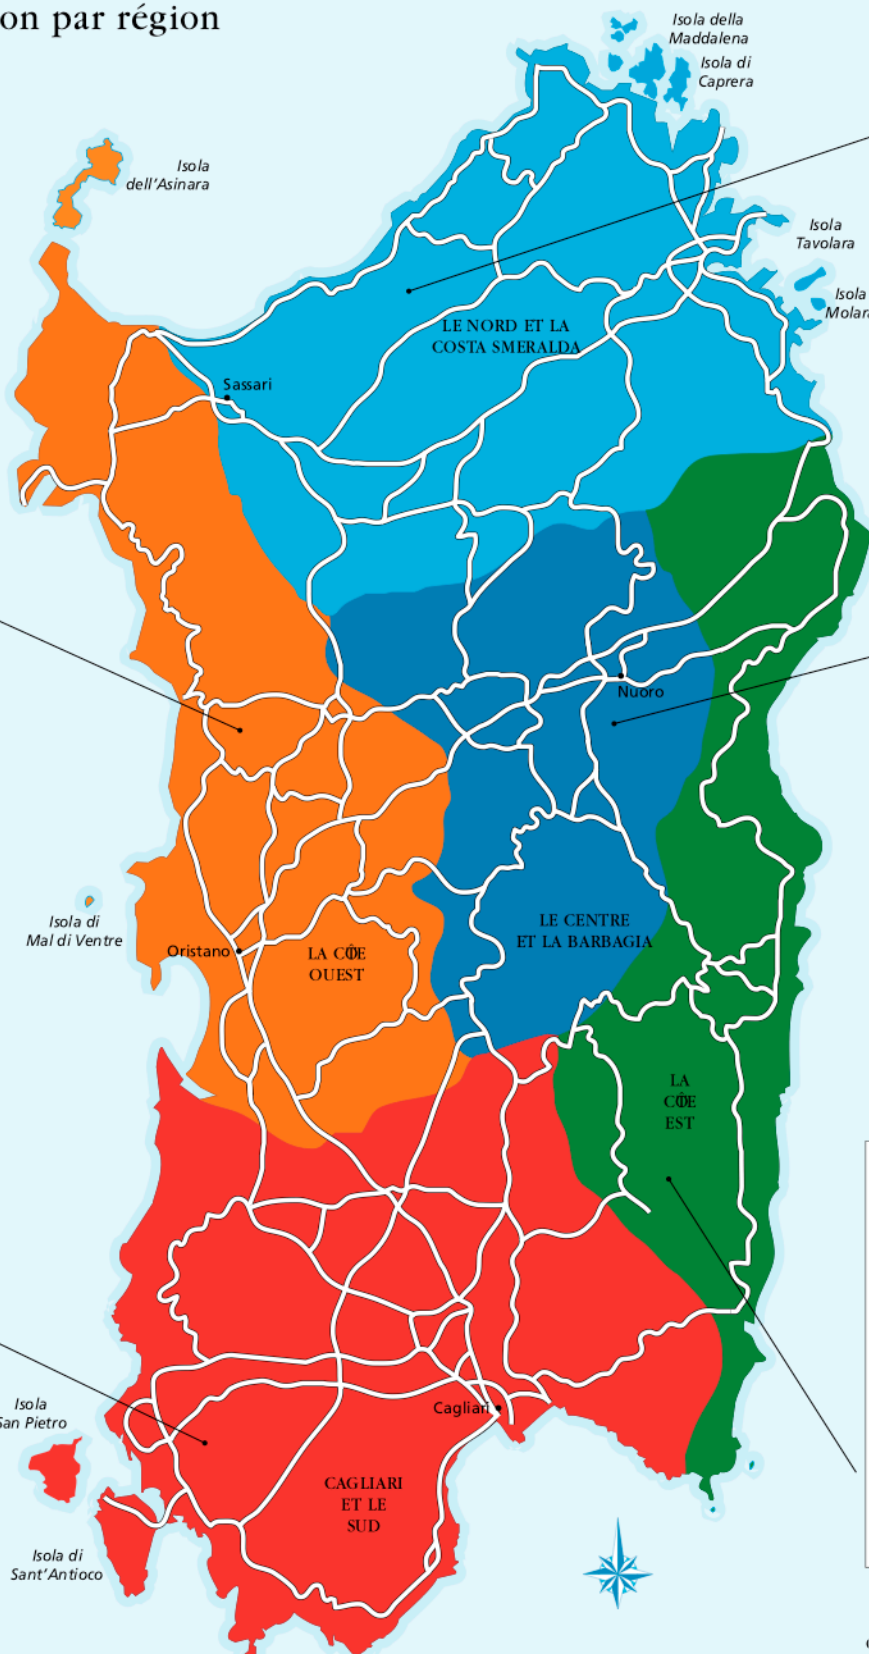 on par région
Isola della
Maddalena
Isola di
Caprera
Isola
dell'Asinara
Isola
Tavolara
Isola
Molar
LE NORD ET LA
COSTA SMERALDA
Sassari
Nuoro
Isola di
Mal di Ventre
LE CENTRE
ET LA BARBAGIA
Oristano
LA CÔTE
OUEST
LA
CÔTE
EST
Isola
San Pietro
Cagliari
CAGLIARI
ET LE
SUD
Isola di
Sant'Antioco